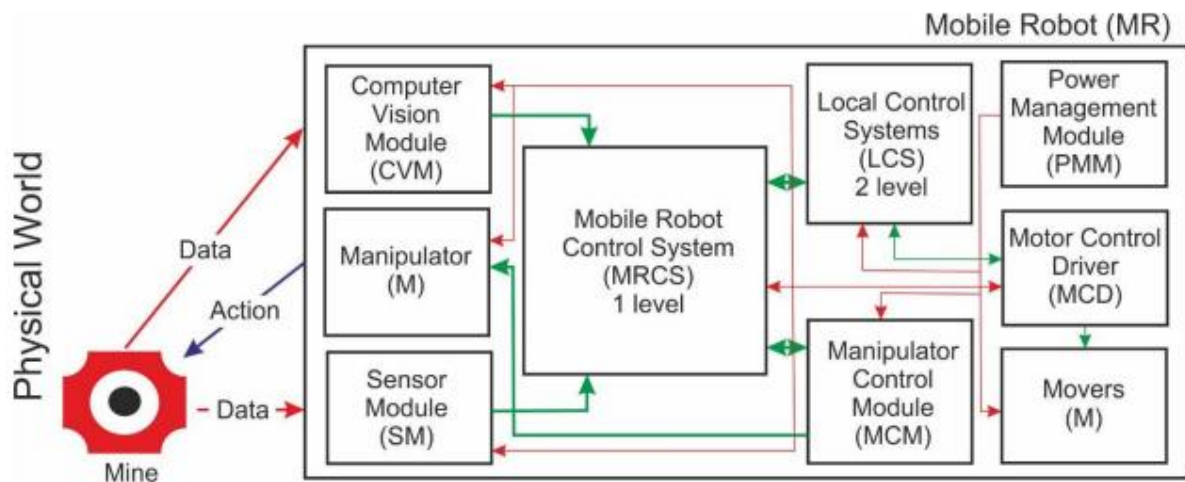 Mobile Robot (MR)
Physical World
Data
Action
Data
Mine
Computer
Vision
Module
(CVM)
Manipulator
(M)
Sensor
Module
(SM)
Mobile Robot
Control System
(MRCS)
1 level
Local Control
Systems
(LCS)
2 level
Manipulator
Control
Module
(MCM)
Power
Management
Module
(PMM)
Motor Control
Driver
(MCD)
Movers
(M)